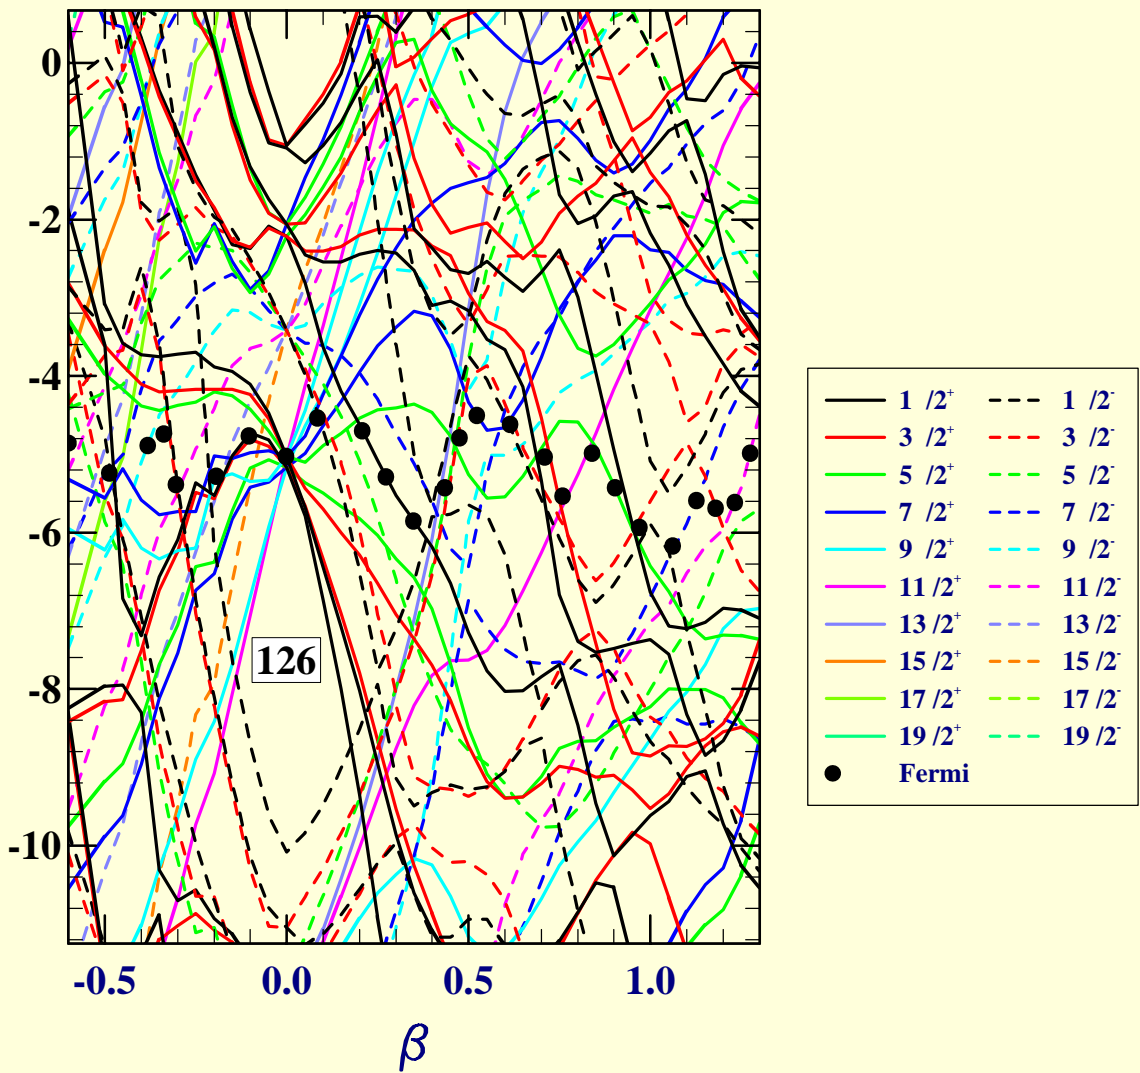 0
-2
-4
-6
-8
-10
126
-0.5 0.0 0.5 1.0
β
1 /2+ 1 /2-
3 /2+ 3 /2-
5 /2+ 5 /2-
7 /2+ 7 /2-
9 /2+ 9 /2-
11 /2+ 11 /2-
13 /2+ 13 /2-
15 /2+ 15 /2-
17 /2+ 17 /2-
19 /2+ 19 /2-
Fermi